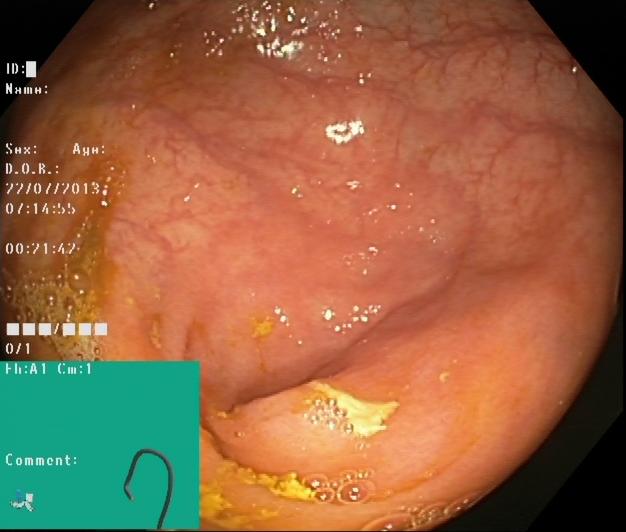 ID:
Name:
Sex: Age:
D.O.B.:
22/07/2013
07:14:55
00:21:42
■■■/■■■
0/1
Eh:A1 Cm:1
Comment: